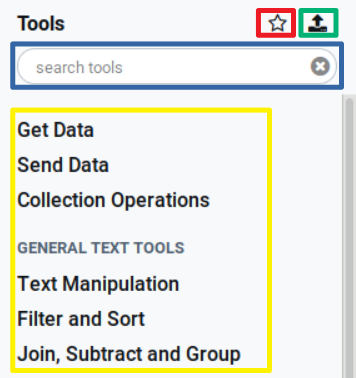 Tools
search tools
Get Data
Send Data
Collection Operations
GENERAL TEXT TOOLS
Text Manipulation
Filter and Sort
Join, Subtract and Group